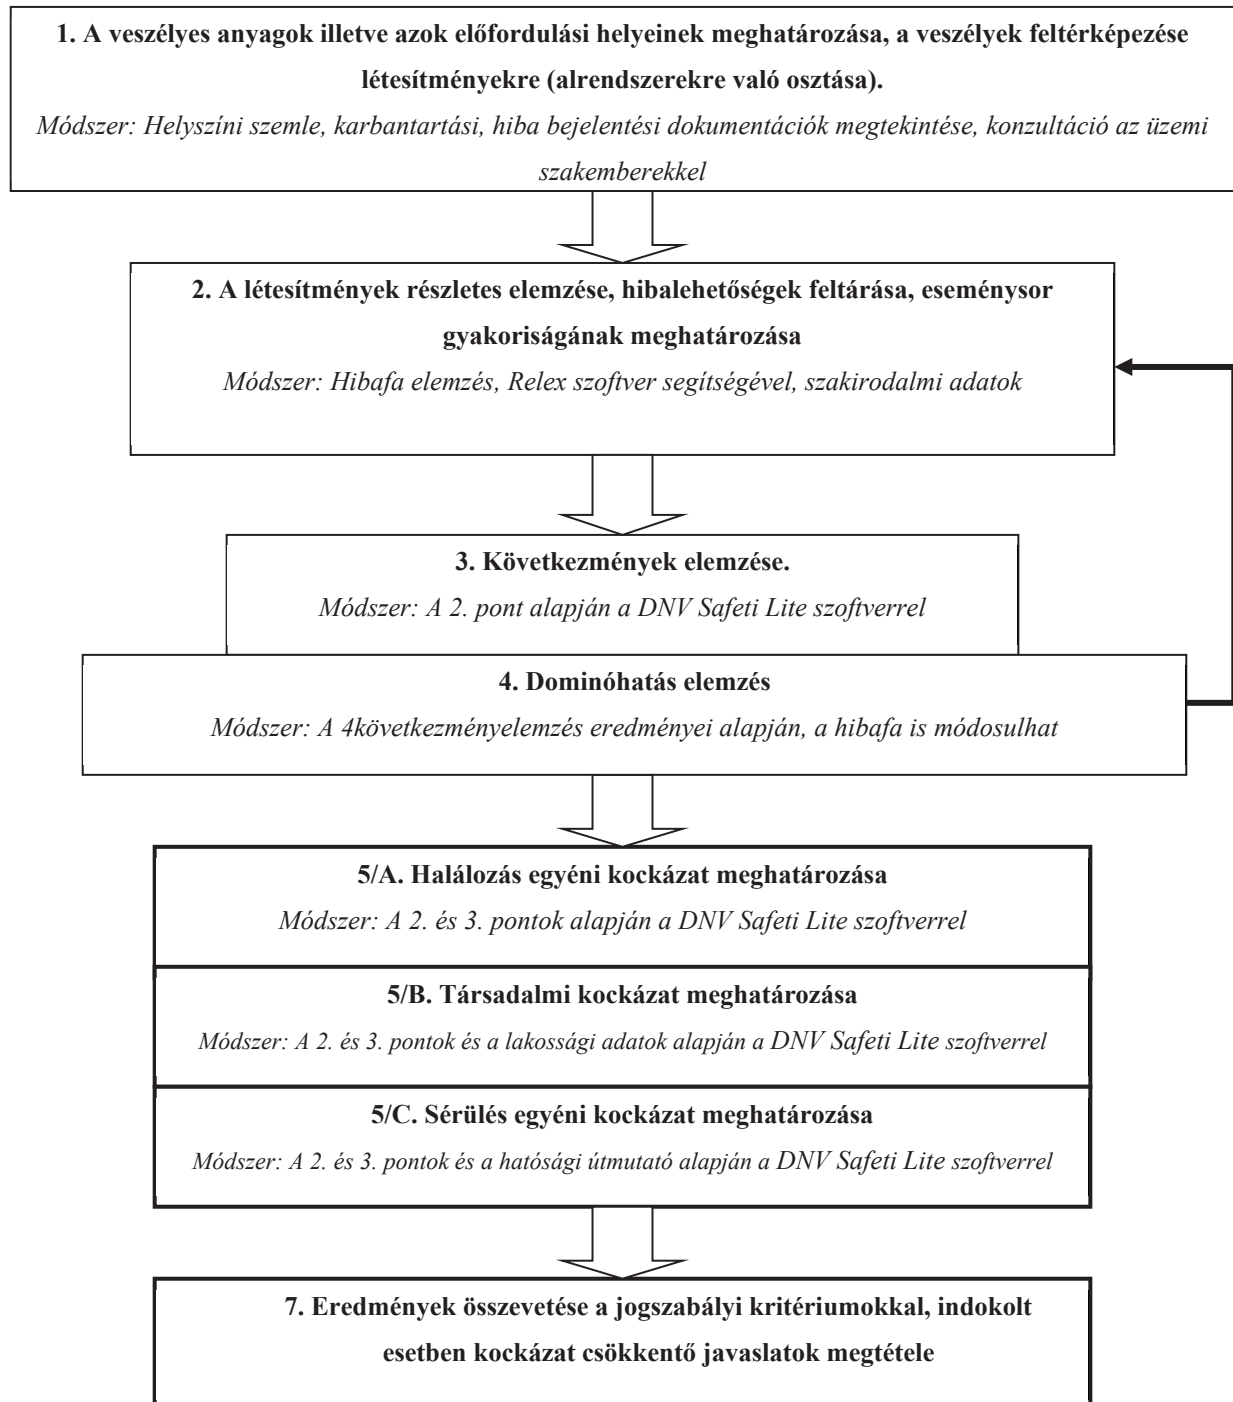 1. A veszélyes anyagok illetve azok előfordulási helyeinek meghatározása, a veszélyek feltérképezése
létesítményekre (alrendszerekre való osztása).
Módszer: Helyszíni szemle, karbantartási, hiba bejelentési dokumentációk megtekintése, konzultáció az üzemi
szakemberekkel
2. A létesítmények részletes elemzése, hibalehetőségek feltárása, eseménysor
gyakoriságának meghatározása
Módszer: Hibafa elemzés, Relex szoftver segítségével, szakirodalmi adatok
3. Következmények elemzése.
Módszer: A 2. pont alapján a DNV Safeti Lite szoftverrel
4. Dominóhatás elemzés
Módszer: A 4következményelemzés eredményei alapján, a hibafa is módosulhat
5/A. Halálozás egyéni kockázat meghatározása
Módszer: A 2. és 3. pontok alapján a DNV Safeti Lite szoftverrel
5/B. Társadalmi kockázat meghatározása
Módszer: A 2. és 3. pontok és a lakossági adatok alapján a DNV Safeti Lite szoftverrel
5/C. Sérülés egyéni kockázat meghatározása
Módszer: A 2. és 3. pontok és a hatósági útmutató alapján a DNV Safeti Lite szoftverrel
7. Eredmények összevetése a jogszabályi kritériumokkal, indokolt
esetben kockázat csökkentő javaslatok megtétele